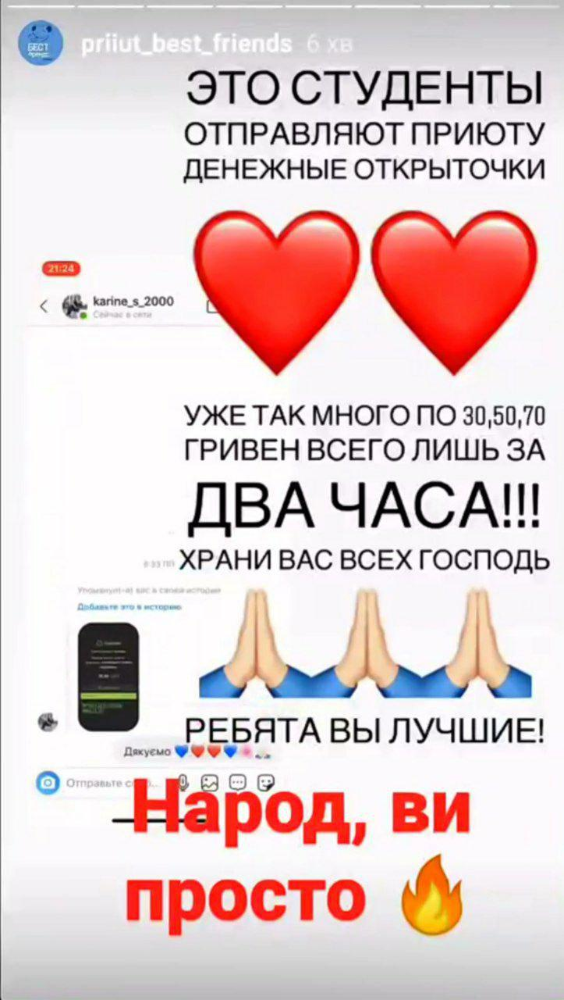 БЕСТ
priiut_best_friends 6 хв
ЭТО СТУДЕНТЫ
ОТПРАВЛЯЮТ ПРИЮТУ
ДЕНЕЖНЫЕ ОТКРЫТОЧКИ
21:24
karine_s_2000
Сейчас в сети
УЖЕ ТАК МНОГО ПО 30,50,70
ГРИВЕН ВСЕГО ЛИШЬ ЗА
ДВА ЧАСА!!!
ХРАНИ ВАС ВСЕХ ГОСПОДЬ
Упомянул(-а) вас в своей истории
Добавьте это в историю
РЕБЯТА ВЫ ЛУЧШИЕ!
Дякуємо
Отправьте
Народ, ви
просто